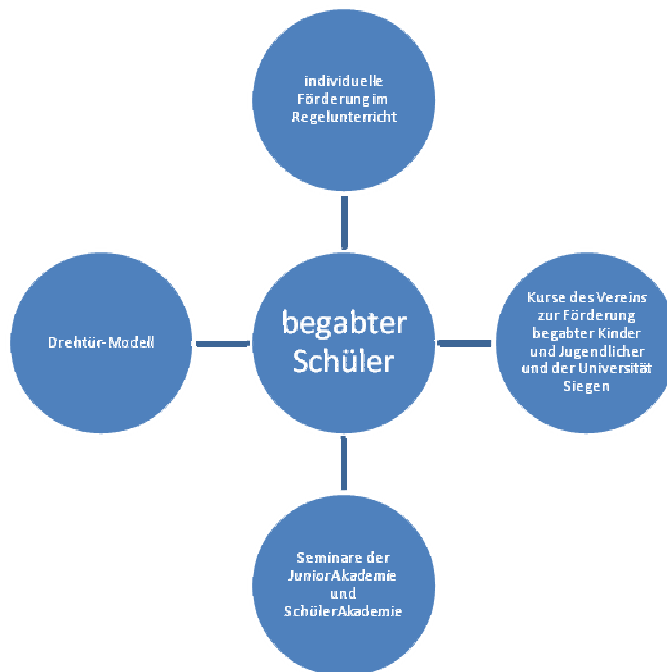 individuelle
Förderung im
Regelunterricht
Drehtür-Modell
begabter
Schüler
Kurse des Vereins
zur Förderung
begabter Kinder
und Jugendlicher
und der Universität
Siegen
Seminare der
JuniorAkademie
und
SchülerAkademie